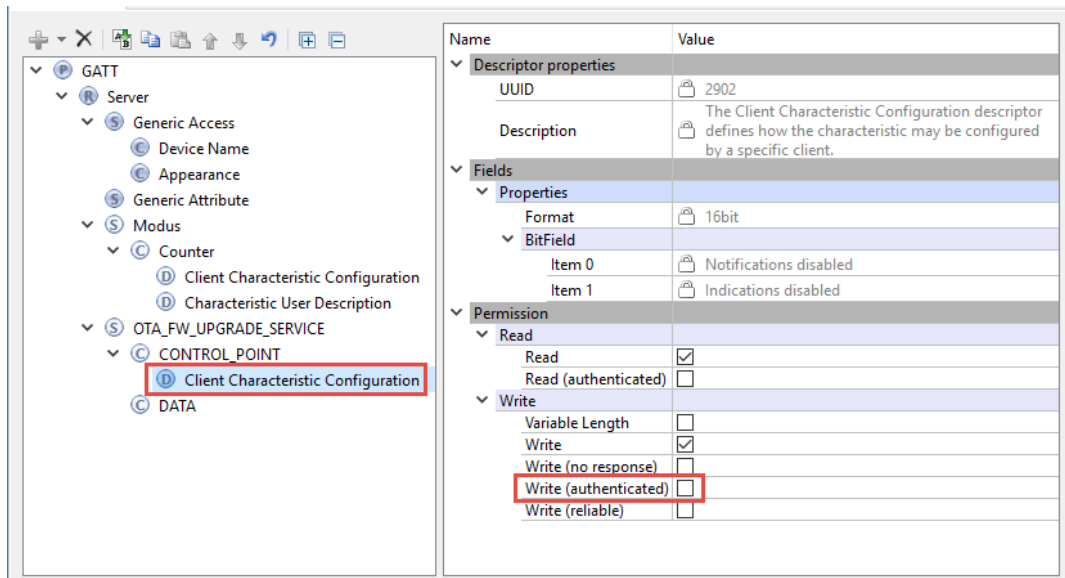 GATT
Server
Generic Access
Device Name
Appearance
Generic Attribute
Modus
Counter
Client Characteristic Configuration
Characteristic User Description
OTA_FW_UPGRADE_SERVICE
CONTROL_POINT
Client Characteristic Configuration
DATA
Name Value
Descriptor properties
UUID 2902
The Client Characteristic Configuration descriptor
Description defines how the characteristic may be configured
by a specific client.
Fields
Properties
Format 16bit
BitField
Item 0 Notifications disabled
Item 1 Indications disabled
Permission
Read
Read
Read (authenticated)
Write
Variable Length
Write
Write (no response)
Write (authenticated)
Write (reliable)